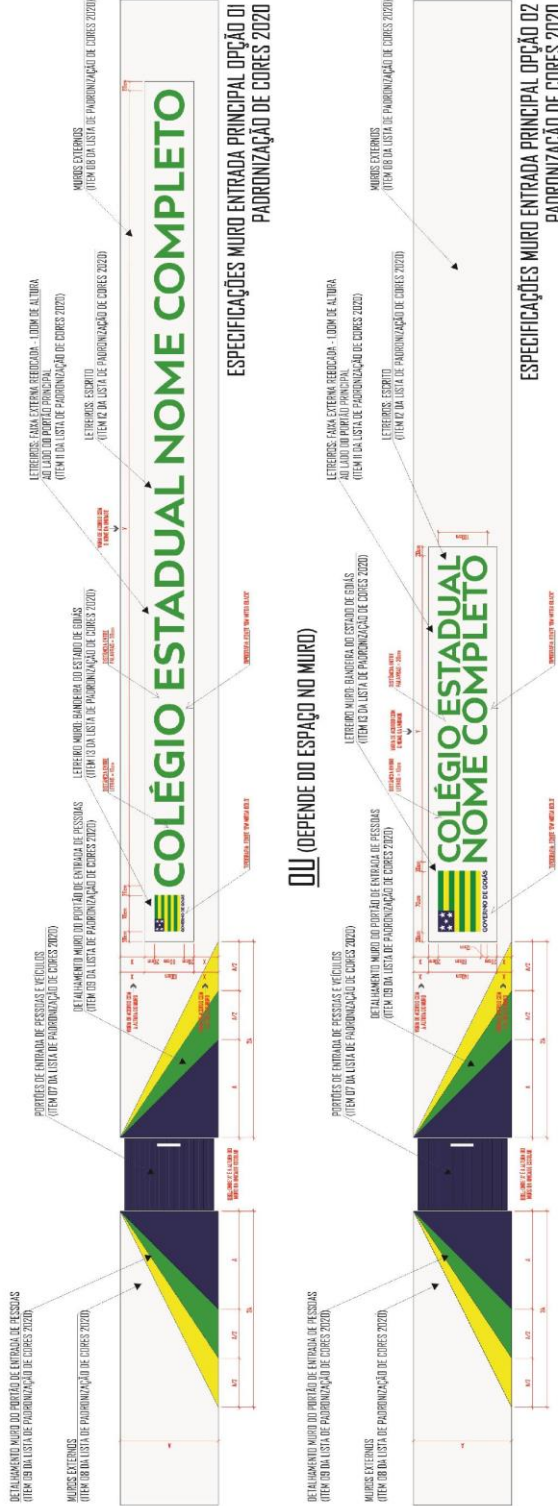 DETALHAMENTO MURO DO PORTÃO DE ENTRADA DE PESSOAS
(ITEM 09 DA LISTA DE PADRONIZAÇÃO DE CORES 2020)
MUROS EXTERNOS
(ITEM 08 DA LISTA DE PADRONIZAÇÃO DE CORES 2020)
PORTÕES DE ENTRADA DE PESSOAS E VEÍCULOS
(ITEM 07 DA LISTA DE PADRONIZAÇÃO DE CORES 2020)
DETALHAMENTO MURO DO PORTÃO DE ENTRADA DE PESSOAS
(ITEM 09 DA LISTA DE PADRONIZAÇÃO DE CORES 2020)
LETREIRO MURO: BANDEIRA DO ESTADO DE GOIÁS
(ITEM 13 DA LISTA DE PADRONIZAÇÃO DE CORES 2020)
LETREIROS: FAIXA EXTERNA REBOCADA - 1,00M DE ALTURA
AO LADO DO PORTÃO PRINCIPAL
(ITEM 11 DA LISTA DE PADRONIZAÇÃO DE CORES 2020)
LETREIROS: ESCRITO
(ITEM 12 DA LISTA DE PADRONIZAÇÃO DE CORES 2020)
MUROS EXTERNOS
(ITEM 08 DA LISTA DE PADRONIZAÇÃO DE CORES 2020)
COLÉGIO ESTADUAL NOME COMPLETO
GOVERNO DE GOIÁS
ESPECIFICAÇÕES MURO ENTRADA PRINCIPAL OPÇÃO 01
PADRONIZAÇÃO DE CORES 2020
OU (DEPENDE DO ESPAÇO NO MURO)
DETALHAMENTO MURO DO PORTÃO DE ENTRADA DE PESSOAS
(ITEM 09 DA LISTA DE PADRONIZAÇÃO DE CORES 2020)
MUROS EXTERNOS
(ITEM 08 DA LISTA DE PADRONIZAÇÃO DE CORES 2020)
PORTÕES DE ENTRADA DE PESSOAS E VEÍCULOS
(ITEM 07 DA LISTA DE PADRONIZAÇÃO DE CORES 2020)
DETALHAMENTO MURO DO PORTÃO DE ENTRADA DE PESSOAS
(ITEM 09 DA LISTA DE PADRONIZAÇÃO DE CORES 2020)
LETREIRO MURO: BANDEIRA DO ESTADO DE GOIÁS
(ITEM 13 DA LISTA DE PADRONIZAÇÃO DE CORES 2020)
LETREIROS: FAIXA EXTERNA REBOCADA - 1,00M DE ALTURA
AO LADO DO PORTÃO PRINCIPAL
(ITEM 11 DA LISTA DE PADRONIZAÇÃO DE CORES 2020)
LETREIROS: ESCRITO
(ITEM 12 DA LISTA DE PADRONIZAÇÃO DE CORES 2020)
MUROS EXTERNOS
(ITEM 08 DA LISTA DE PADRONIZAÇÃO DE CORES 2020)
COLÉGIO ESTADUAL
NOME COMPLETO
GOVERNO DE GOIÁS
ESPECIFICAÇÕES MURO ENTRADA PRINCIPAL OPÇÃO 02
PADRONIZAÇÃO DE CORES 2020